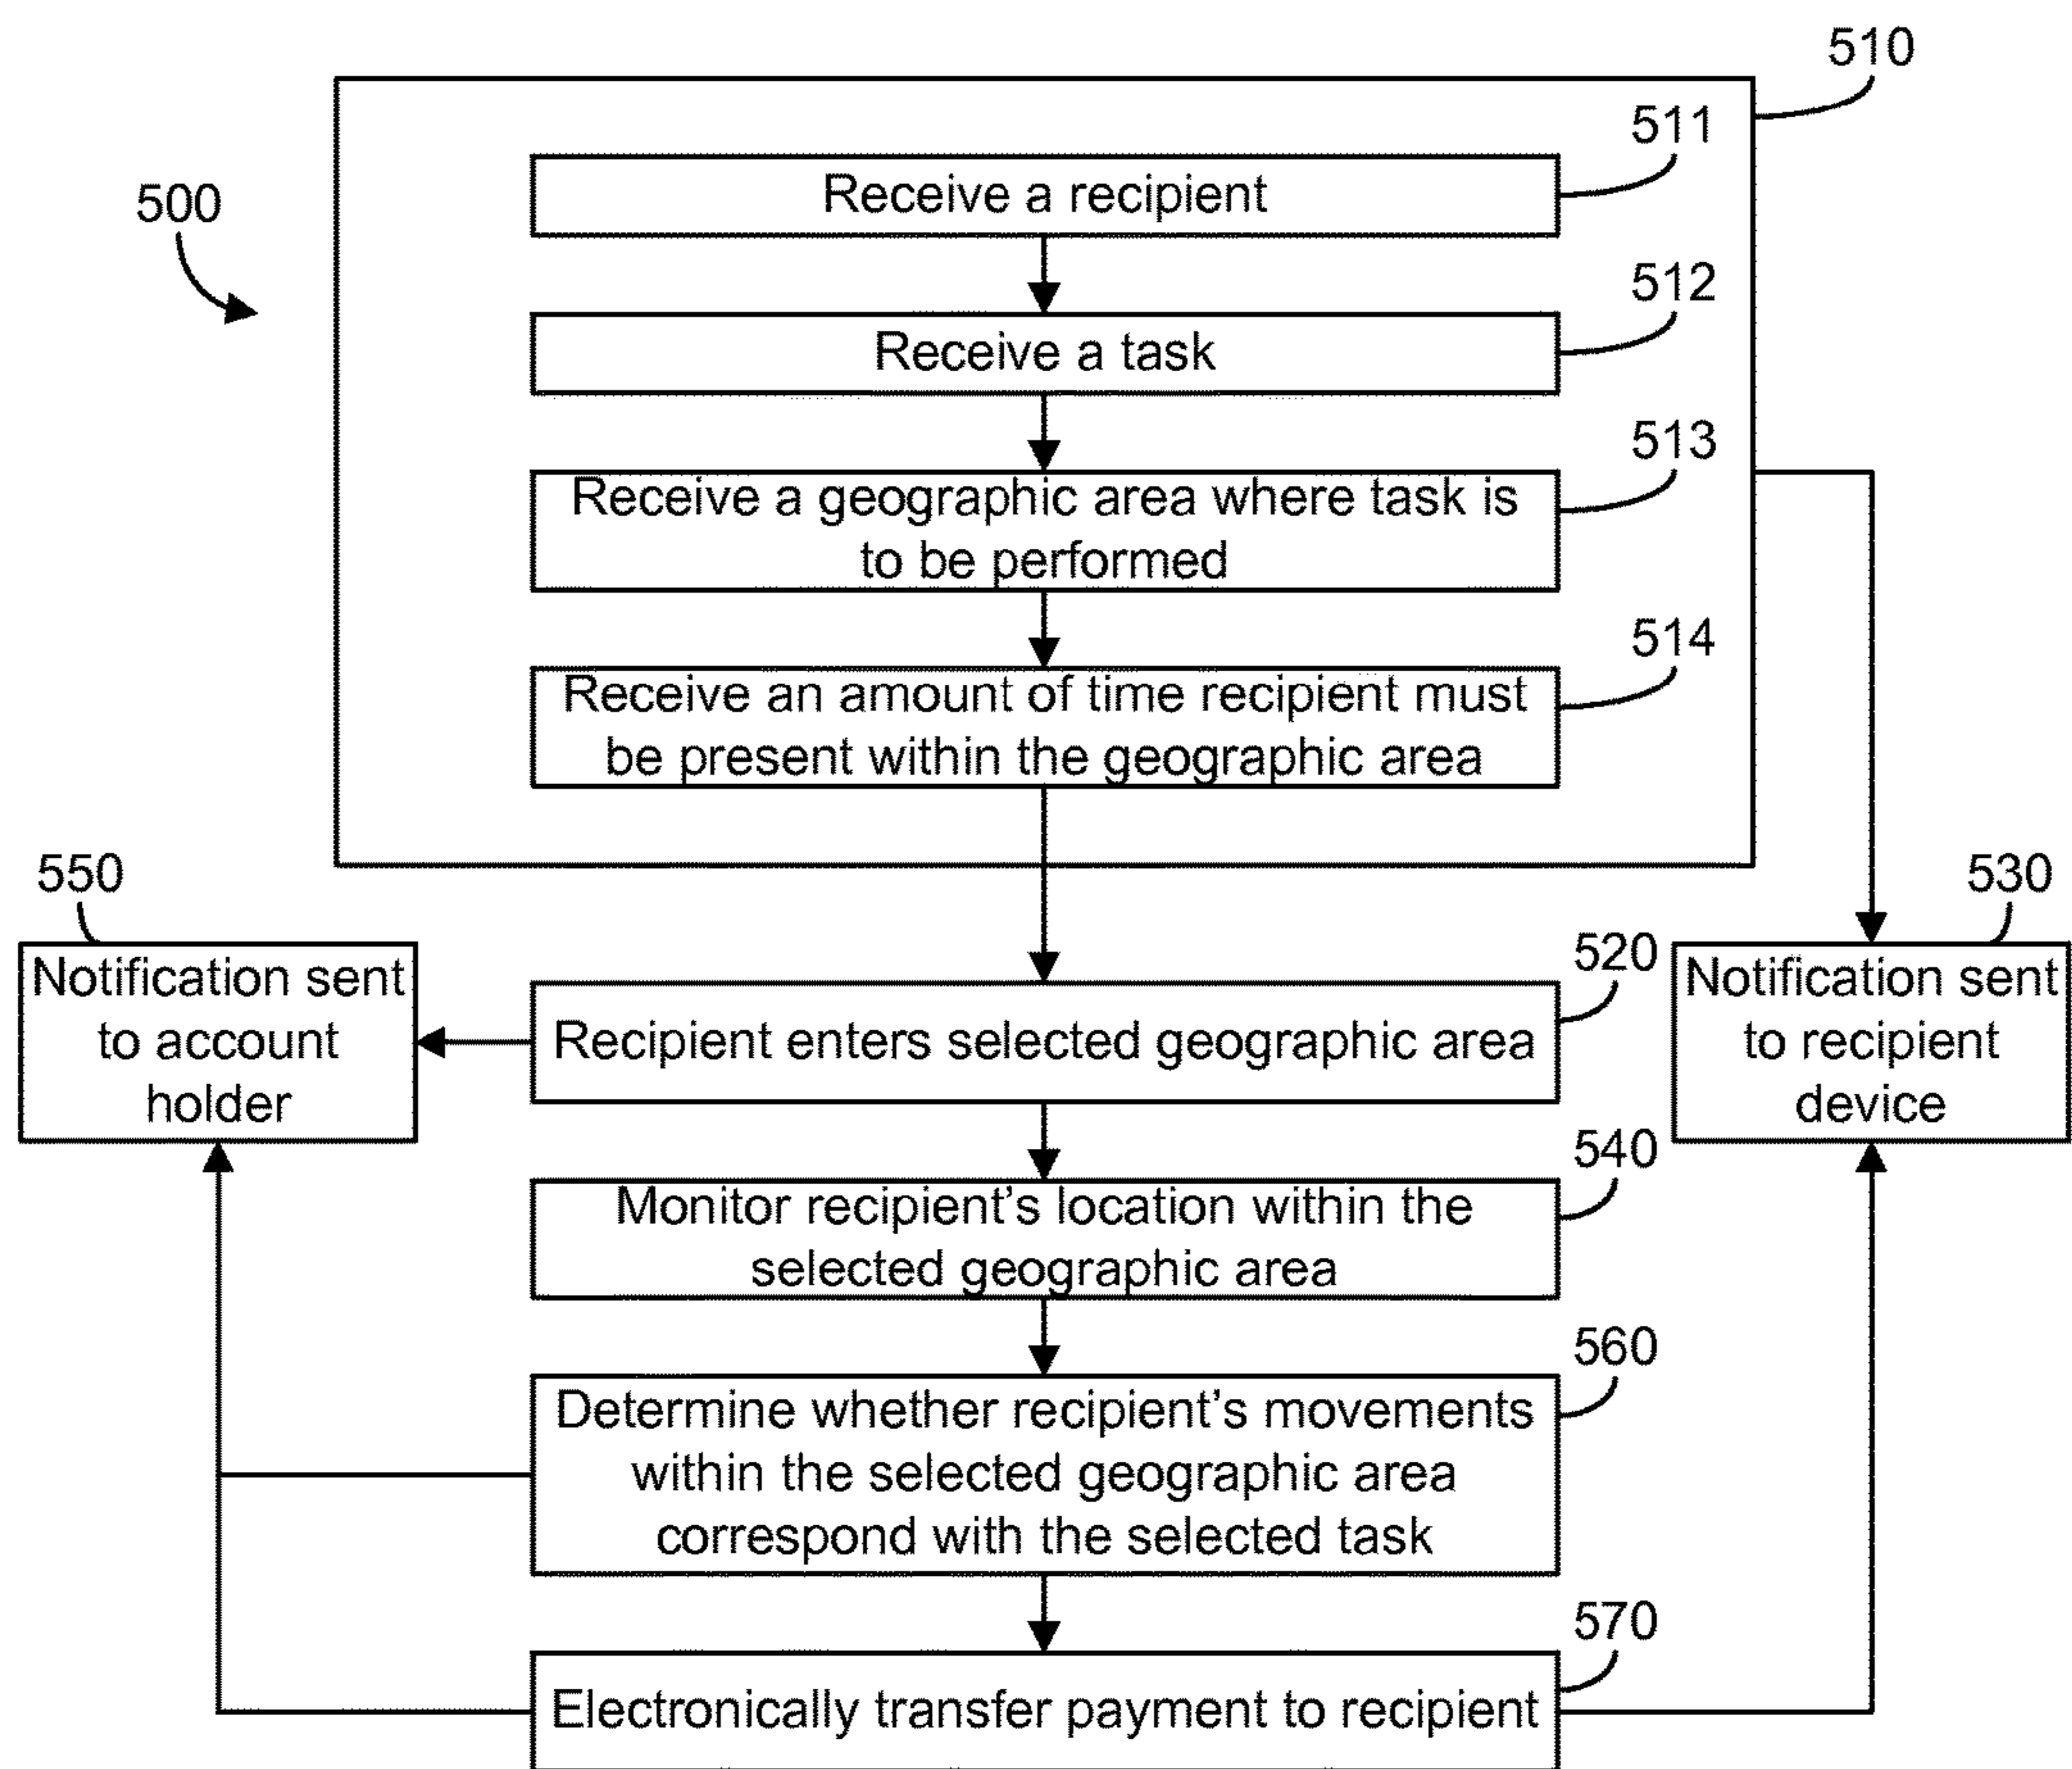 510
511
Receive a recipient
500
512
Receive a task
513
Receive a geographic area where task is
to be performed
514
Receive an amount of time recipient must
be present within the geographic area
550
530
Notification sent
to account
holder
520
Recipient enters selected geographic area
Notification sent
to recipient
device
540
Monitor recipient's location within the
selected geographic area
560
Determine whether recipient's movements
within the selected geographic area
correspond with the selected task
570
Electronically transfer payment to recipient